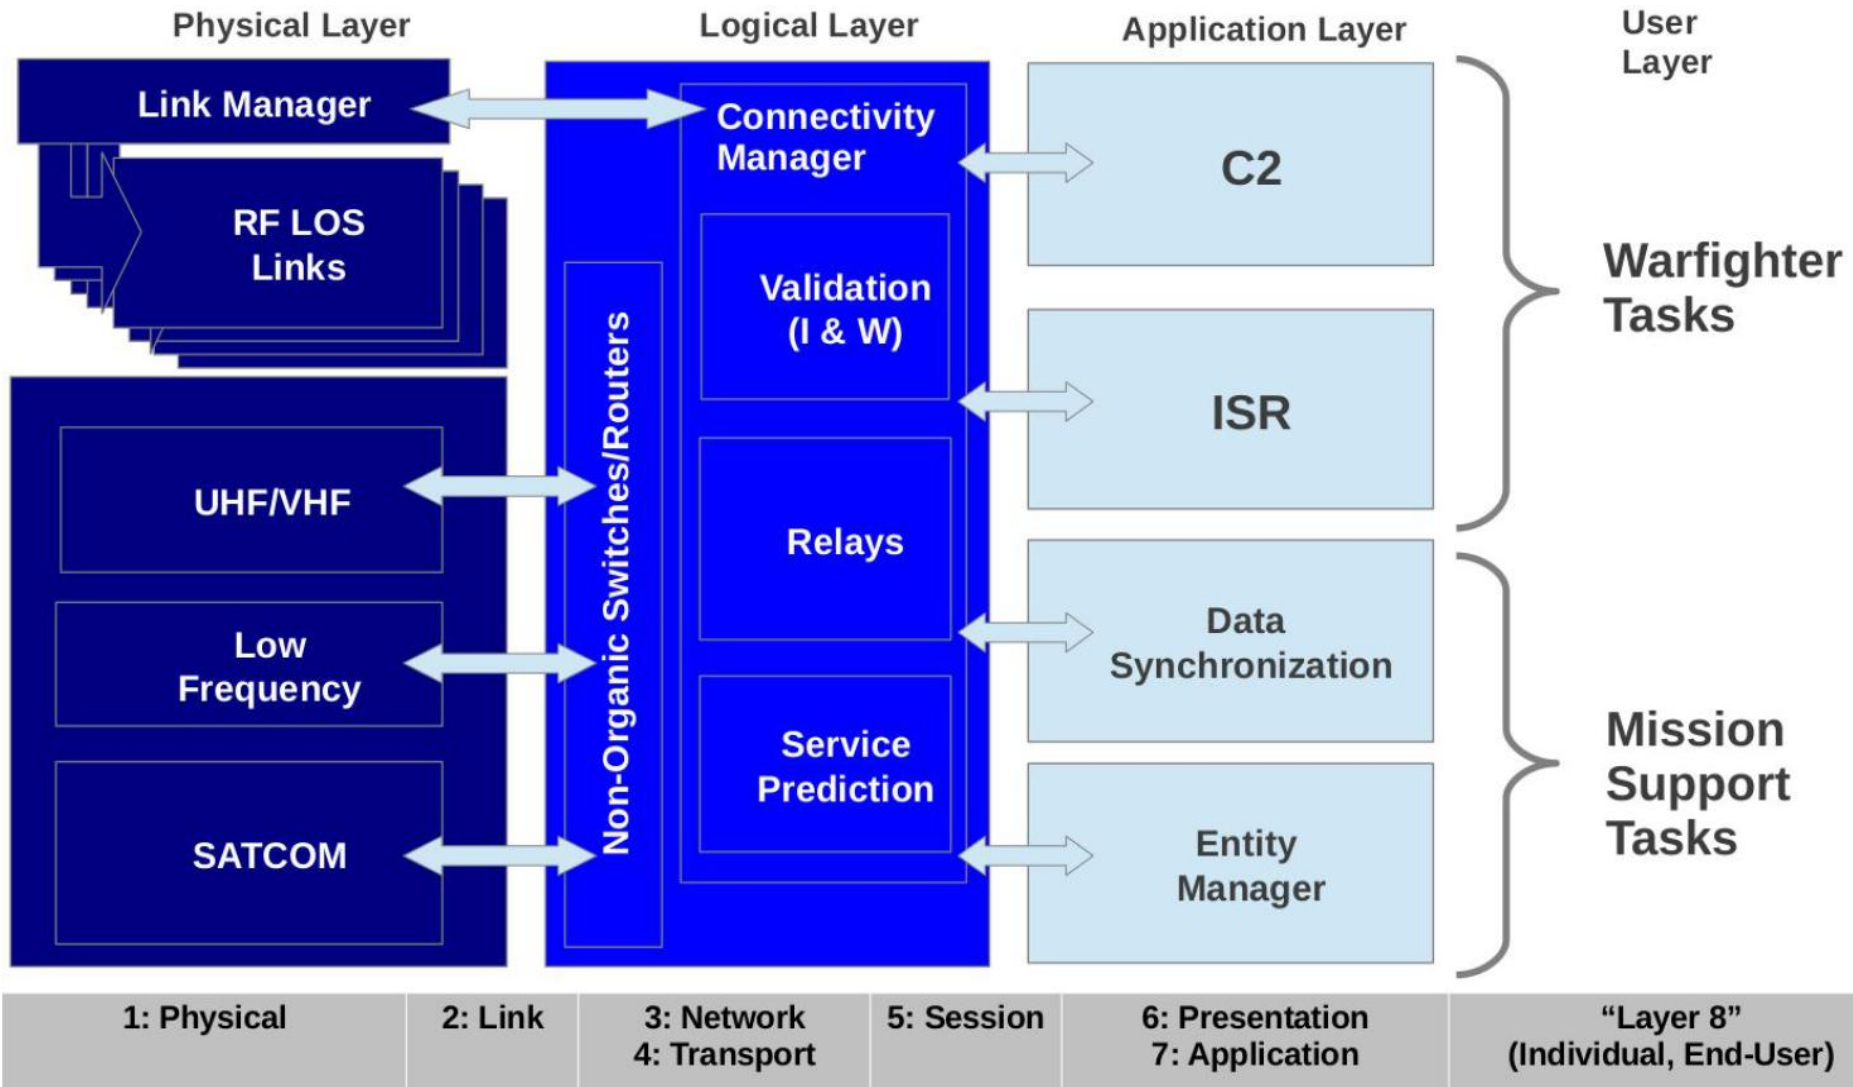 Physical Layer
Logical Layer
Application Layer
User
Layer
Link Manager
RF LOS
Links
UHF/VHF
Low
Frequency
SATCOM
Non-Organic Switches/Routers
Connectivity
Manager
Validation
(I & W)
Relays
Service
Prediction
C2
ISR
Data
Synchronization
Entity
Manager
Warfighter
Tasks
Mission
Support
Tasks
1: Physical
2: Link
3: Network
4: Transport
5: Session
6: Presentation
7: Application
“Layer 8”
(Individual, End-User)